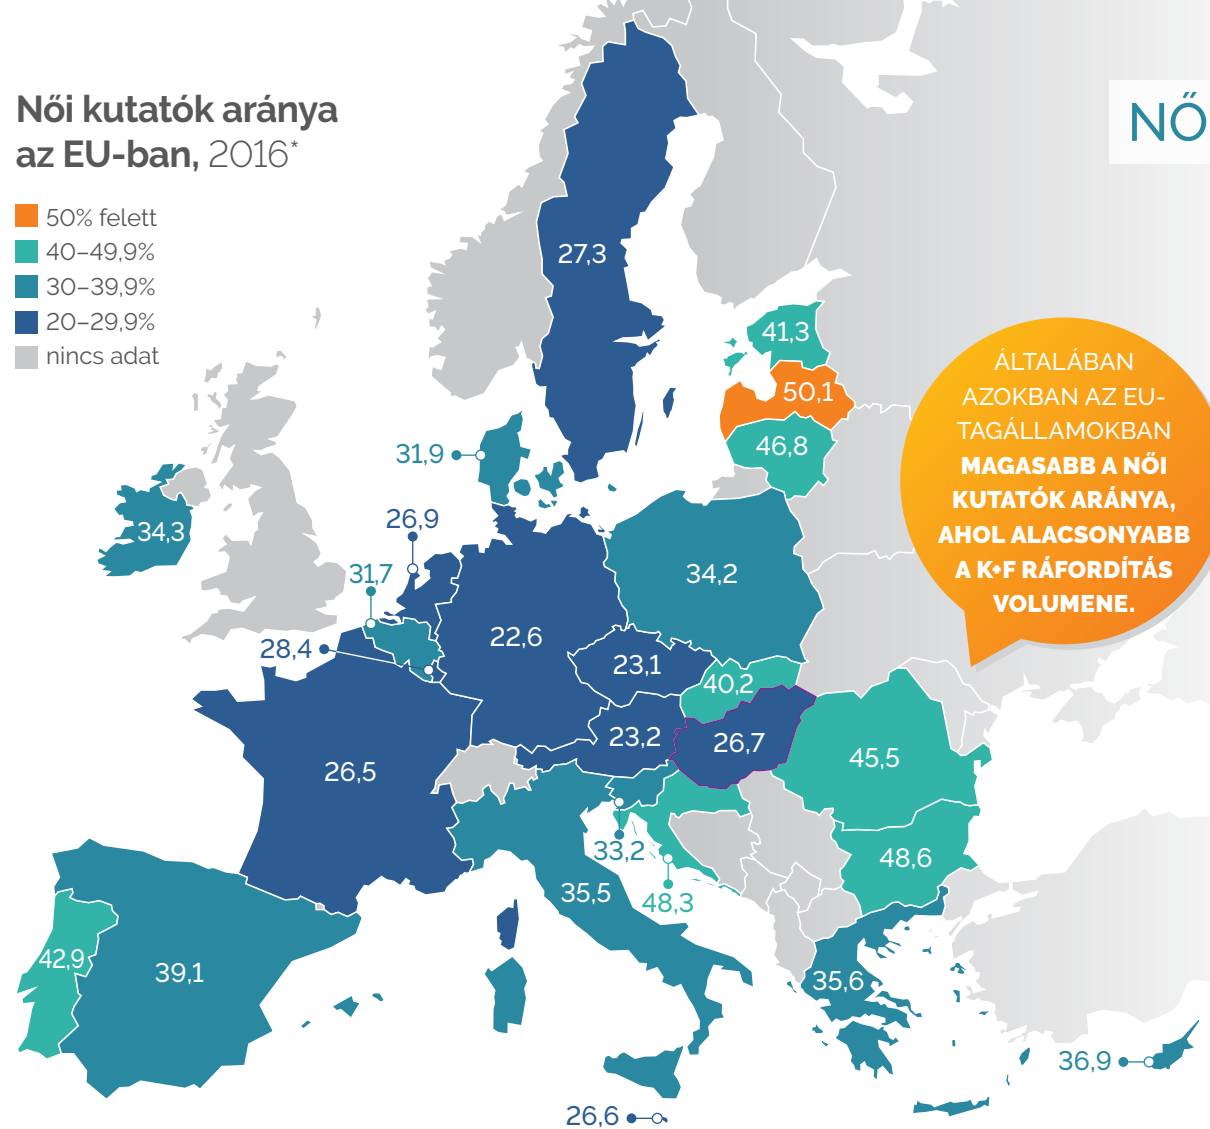 Női kutatók aránya
az EU-ban, 2016*
50% felett
40–49,9%
30–39,9%
20–29,9%
nincs adat
NŐ
27,3
41,3
50,1
46,8
31,9
34,3
26,9
31,7
28,4
34,2
22,6
23,1
40,2
23,2
26,7
26,5
45,5
33,2
48,6
35,5
48,3
42,9
39,1
35,6
36,9
26,6
ÁLTALÁBAN
AZOKBAN AZ EU-
TAGÁLLAMOKBAN
MAGASABB A NŐI
KUTATÓK ARÁNYA,
AHOL ALACSONYABB
A K+F RÁFORDÍTÁS
VOLUMENE.